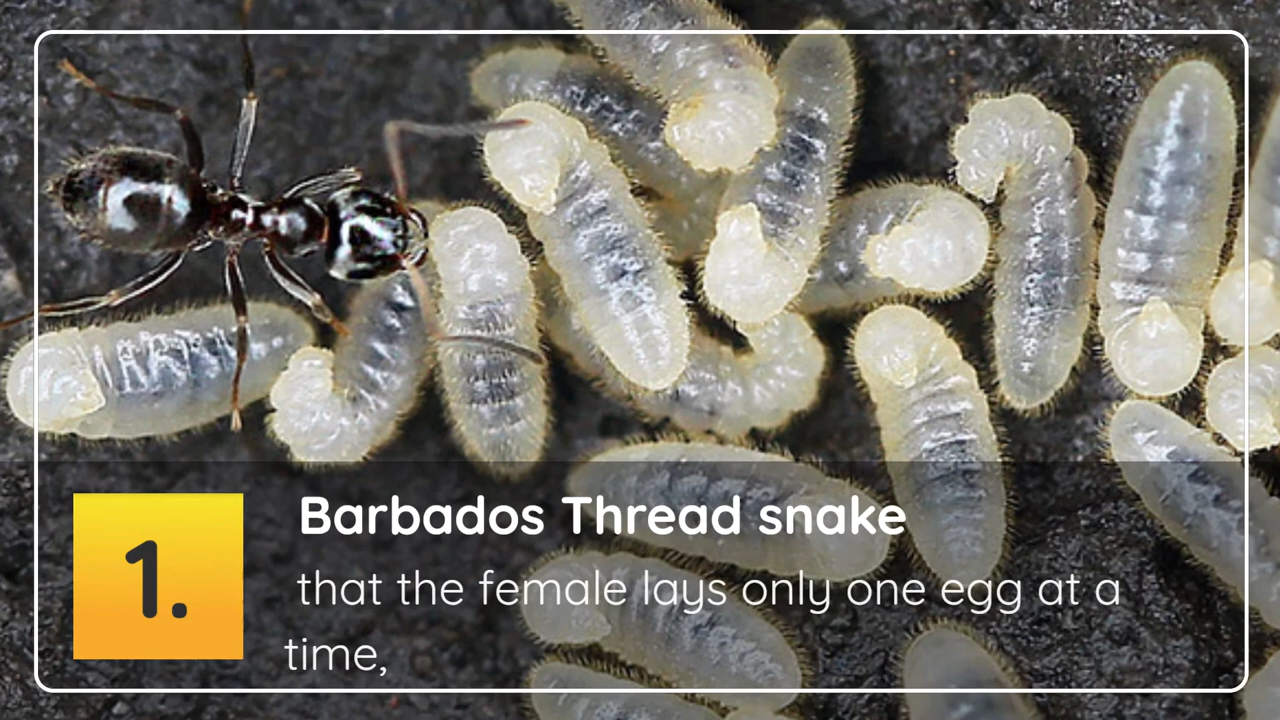 1.
Barbados Thread snake
that the female lays only one egg at a
time,